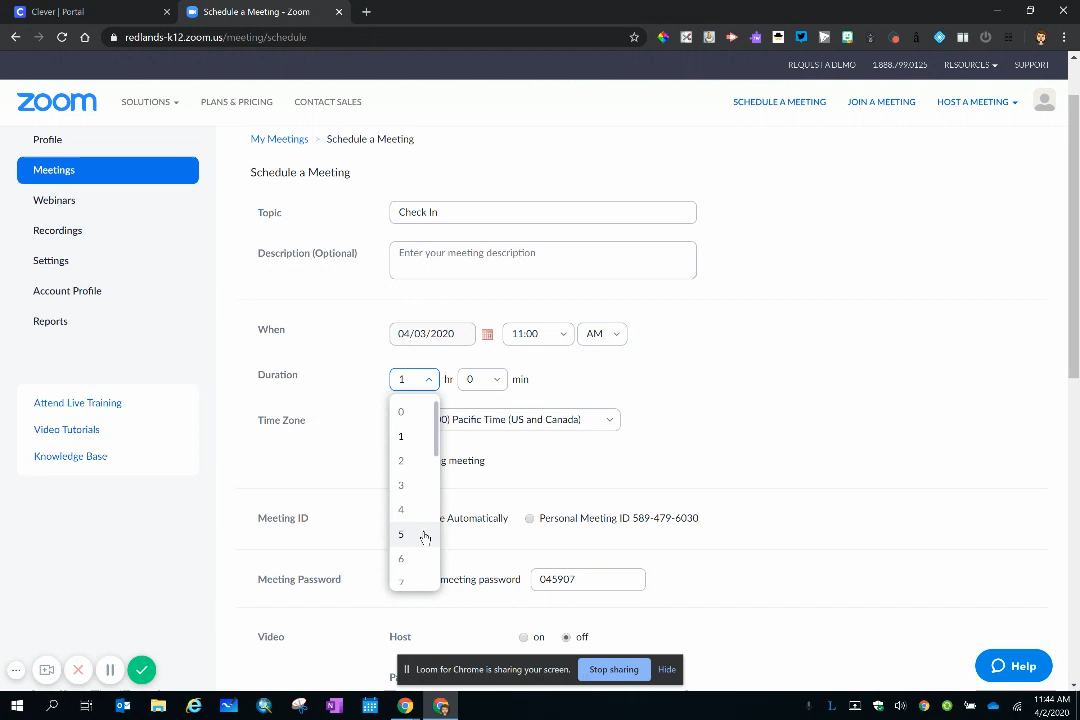 Clever | Portal
Schedule a Meeting - Zoom
redlands-k12.zoom.us/meeting/schedule
REQUEST A DEMO 1.888.799.0125 RESOURCES SUPPORT
zoom SOLUTIONS PLANS & PRICING CONTACT SALES SCHEDULE A MEETING JOIN A MEETING HOST A MEETING
Profile
Meetings
Webinars
Recordings
Settings
Account Profile
Reports
Attend Live Training
Video Tutorials
Knowledge Base
My Meetings > Schedule a Meeting
Schedule a Meeting
Topic Check In
Description (Optional) Enter your meeting description
When 04/03/2020 11:00 AM
Duration 1 hr 0 min
0
1
2
3
4
5
6
7
Time Zone 0) Pacific Time (US and Canada)
g meeting
Meeting ID e Automatically Personal Meeting ID 589-479-6030
Meeting Password meeting password 045907
Video Host on off
Loom for Chrome is sharing your screen. Stop sharing Hide
Help
11:44 AM
4/2/2020